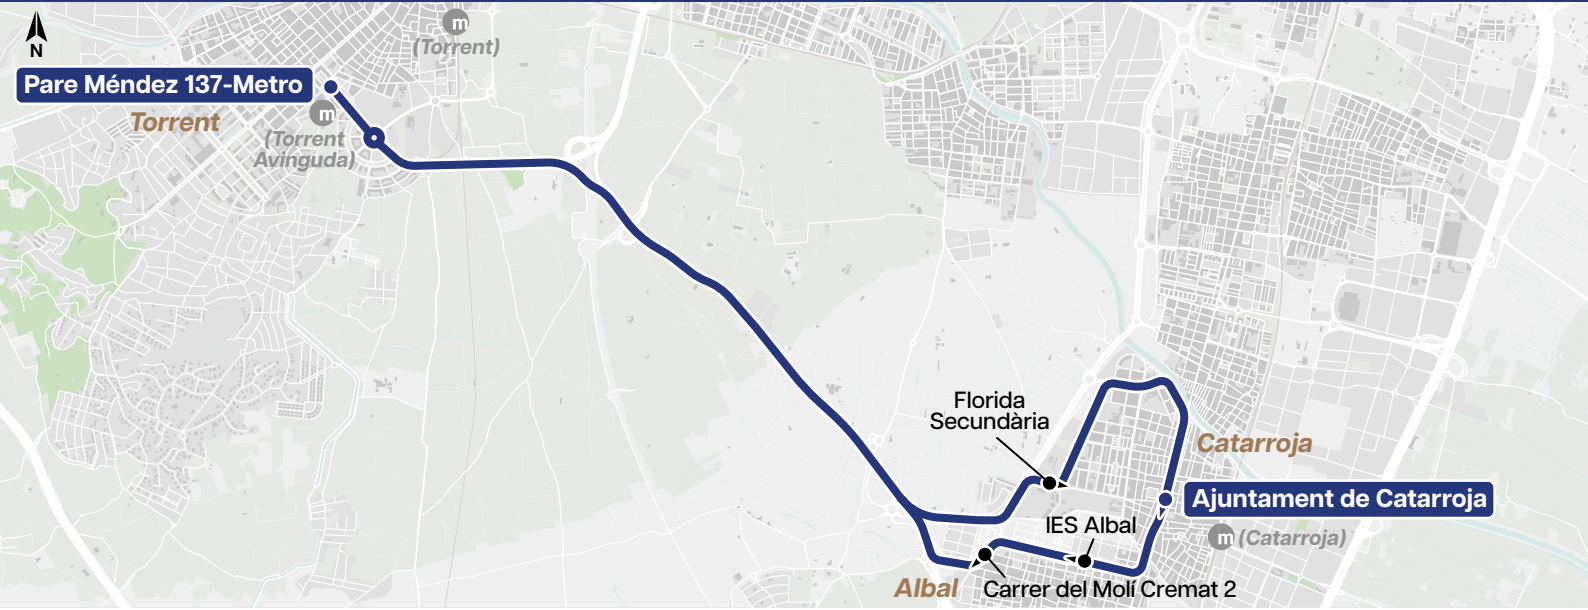 N
m
(Torrent)
Pare Méndez 137-Metro
m
Torrent
(Torrent
Avinguda)
Florida
Secundària
Catarroja
Ajuntament de Catarroja
IES Albal
m (Catarroja)
Albal
Carrer del Molí Cremat 2